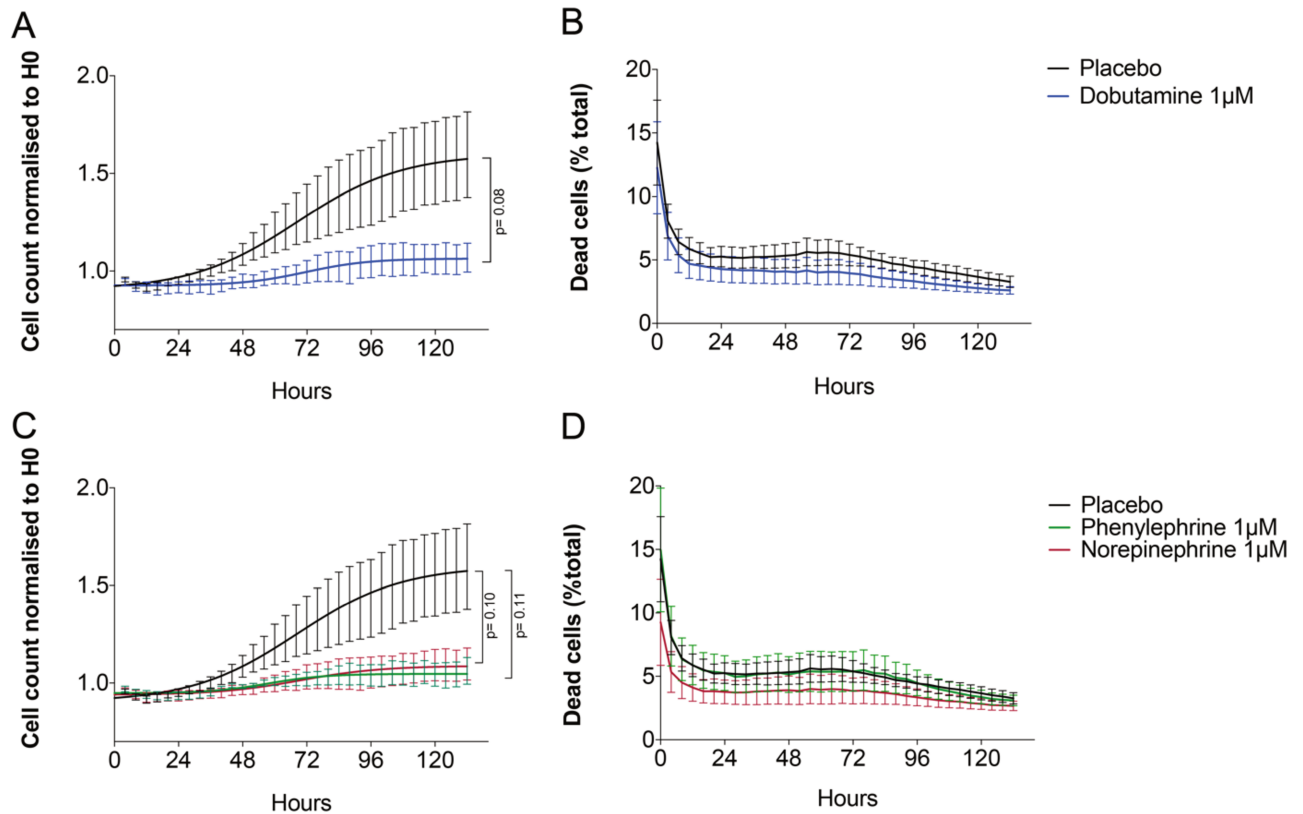 A
Cell count normalised to H0
2.0
1.5
1.0
0 24 48 72 96 120
Hours
p= 0.08
B
Dead cells (% total)
20
15
10
5
0
0 24 48 72 96 120
Hours
Placebo
Dobutamine 1µM
C
Cell count normalised to H0
2.0
1.5
1.0
0 24 48 72 96 120
Hours
p= 0.10
p= 0.11
D
Dead cells (%total)
20
15
10
5
0
0 24 48 72 96 120
Hours
Placebo
Phenylephrine 1µM
Norepinephrine 1µM